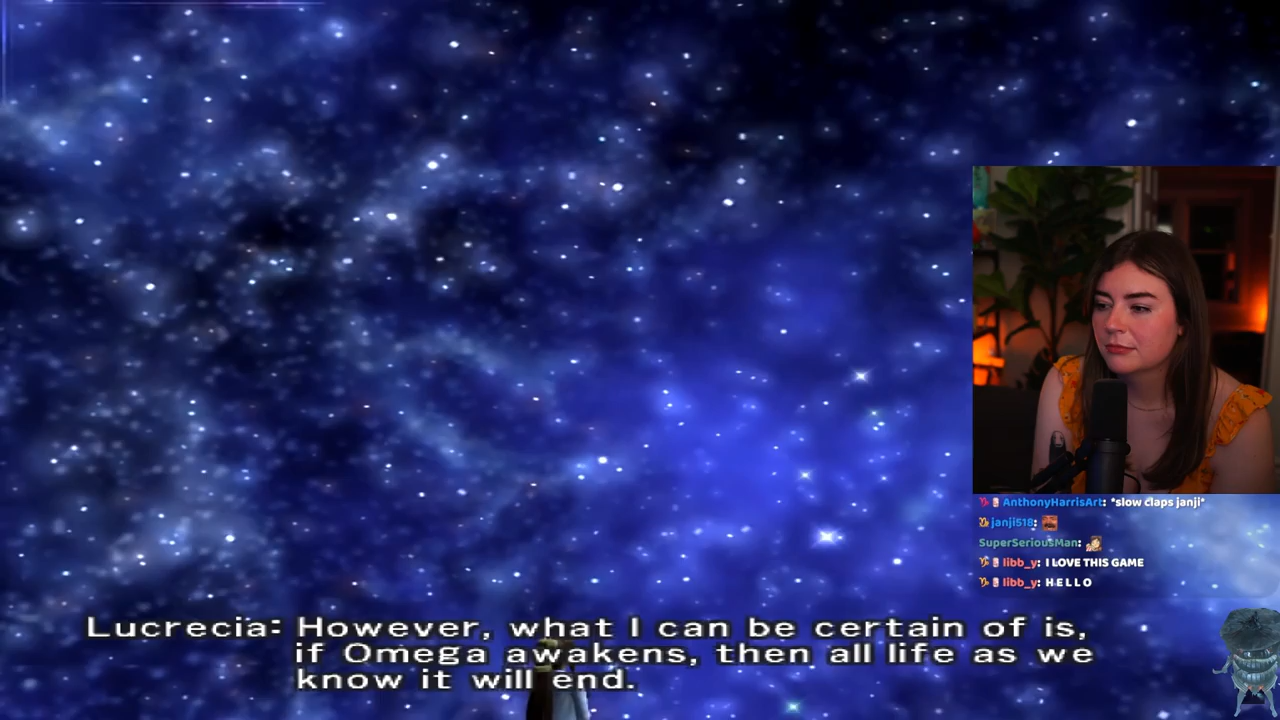 AnthonyHarrisArt: *slow claps janji*
janji518:
SuperSeriousMan:
libb_y: I LOVE THIS GAME
libb_y: H E L L O
Lucrecia: However, what I can be certain of is,
if Omega awakens, then all life as we
know it will end.